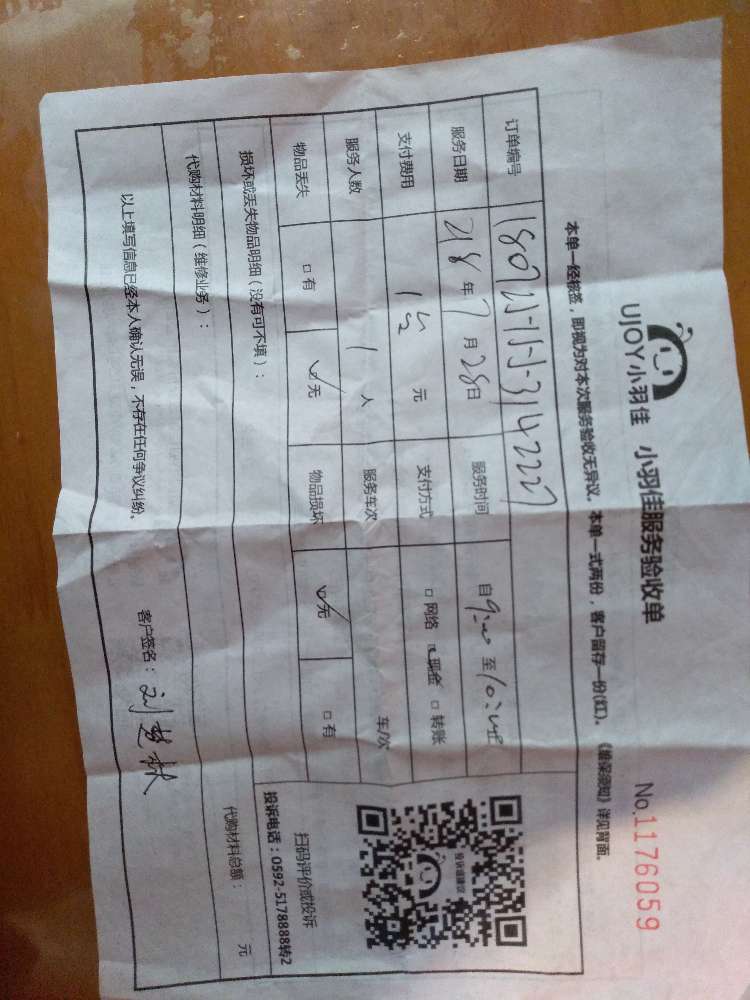 UJOY小羽佳 小羽佳服务验收单
No.1176059
本单一经核签，即视为对本次服务验收无异议、本单一式两份，客户留存一份(红)。《维保须知》详见背面。
订单编号
服务日期 218年7月28日 服务时间 自9:00至10:00止
支付费用 元 支付方式 □网络 现金 □转账
服务人数 1人 服务车次 车/次
物品丢失 □有 无 物品损坏 无 □有
扫码评价或投诉
投诉电话：0592-5178888转2
损坏或丢失物品明细（没有可不填）：
代购材料明细（维修业务）：
代购材料总额： 元
以上填写信息已经本人确认无误，不存在任何争议纠纷。 客户签名：